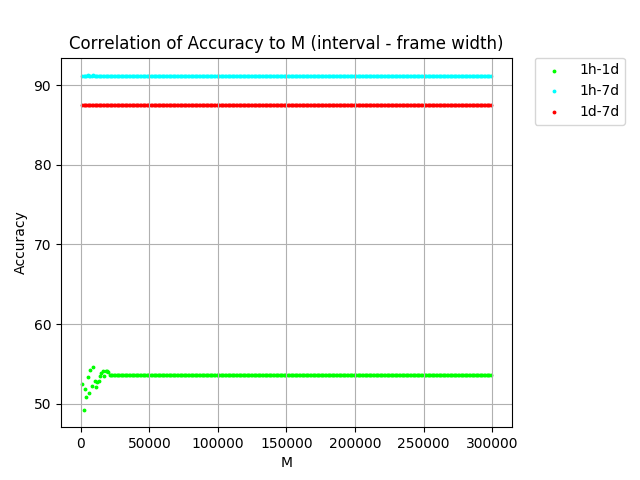 Correlation of Accuracy to M (interval - frame width)
1h-1d
1h-7d
1d-7d
Accuracy
90
80
70
60
50
0
50000
100000
150000
200000
250000
300000
M